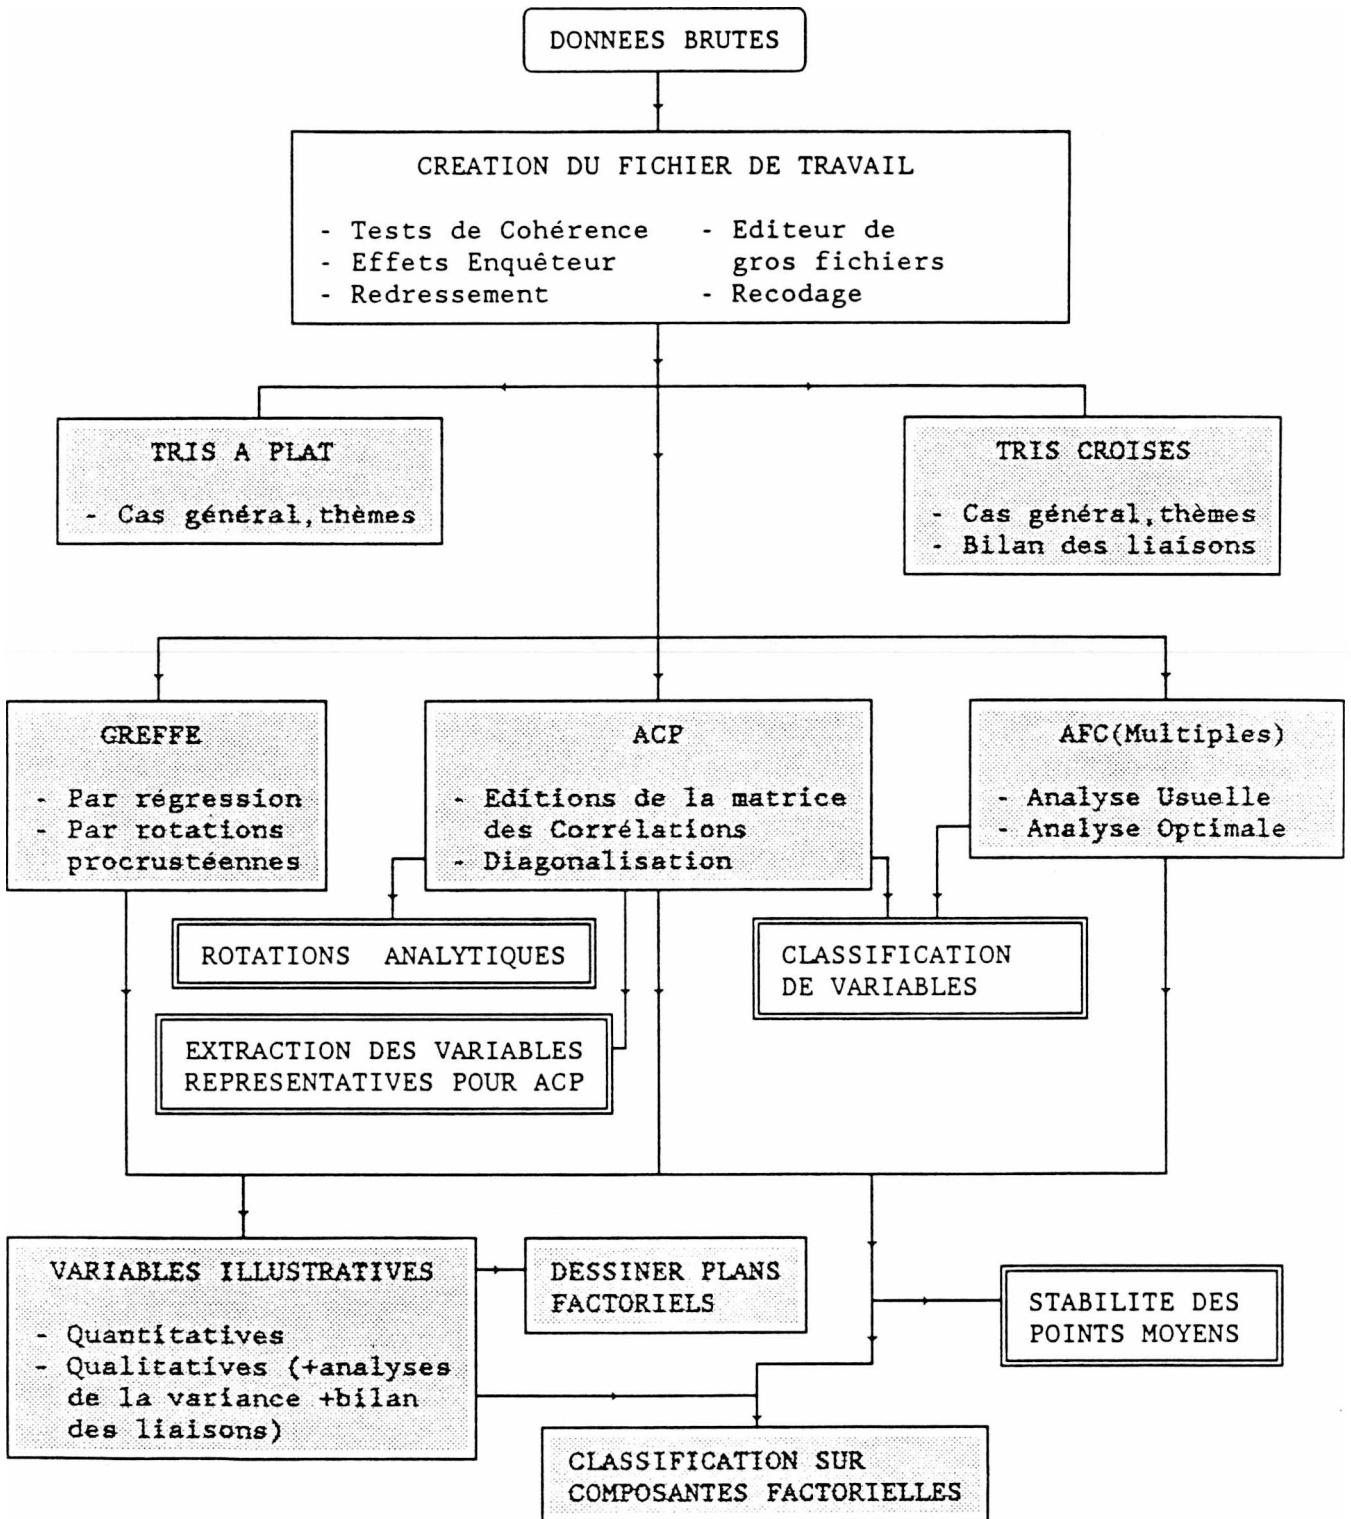 DONNEES BRUTES
CREATION DU FICHIER DE TRAVAIL
- Tests de Cohérence
- Effets Enquêteur
- Redressement
- Editeur de
gros fichiers
- Recodage
TRIS A PLAT
- Cas général,thèmes
TRIS CROISES
- Cas général,thèmes
- Bilan des liaisons
GREFFE
- Par régression
- Par rotations
procrustéennes
ACP
- Editions de la matrice
des Corrélations
- Diagonalisation
AFC(Multiples)
- Analyse Usuelle
- Analyse Optimale
ROTATIONS ANALYTIQUES
CLASSIFICATION
DE VARIABLES
EXTRACTION DES VARIABLES
REPRESENTATIVES POUR ACP
VARIABLES ILLUSTRATIVES
- Quantitatives
- Qualitatives (+analyses
de la variance +bilan
des liaisons)
DESSINER PLANS
FACTORIELS
STABILITE DES
POINTS MOYENS
CLASSIFICATION SUR
COMPOSANTES FACTORIELLES